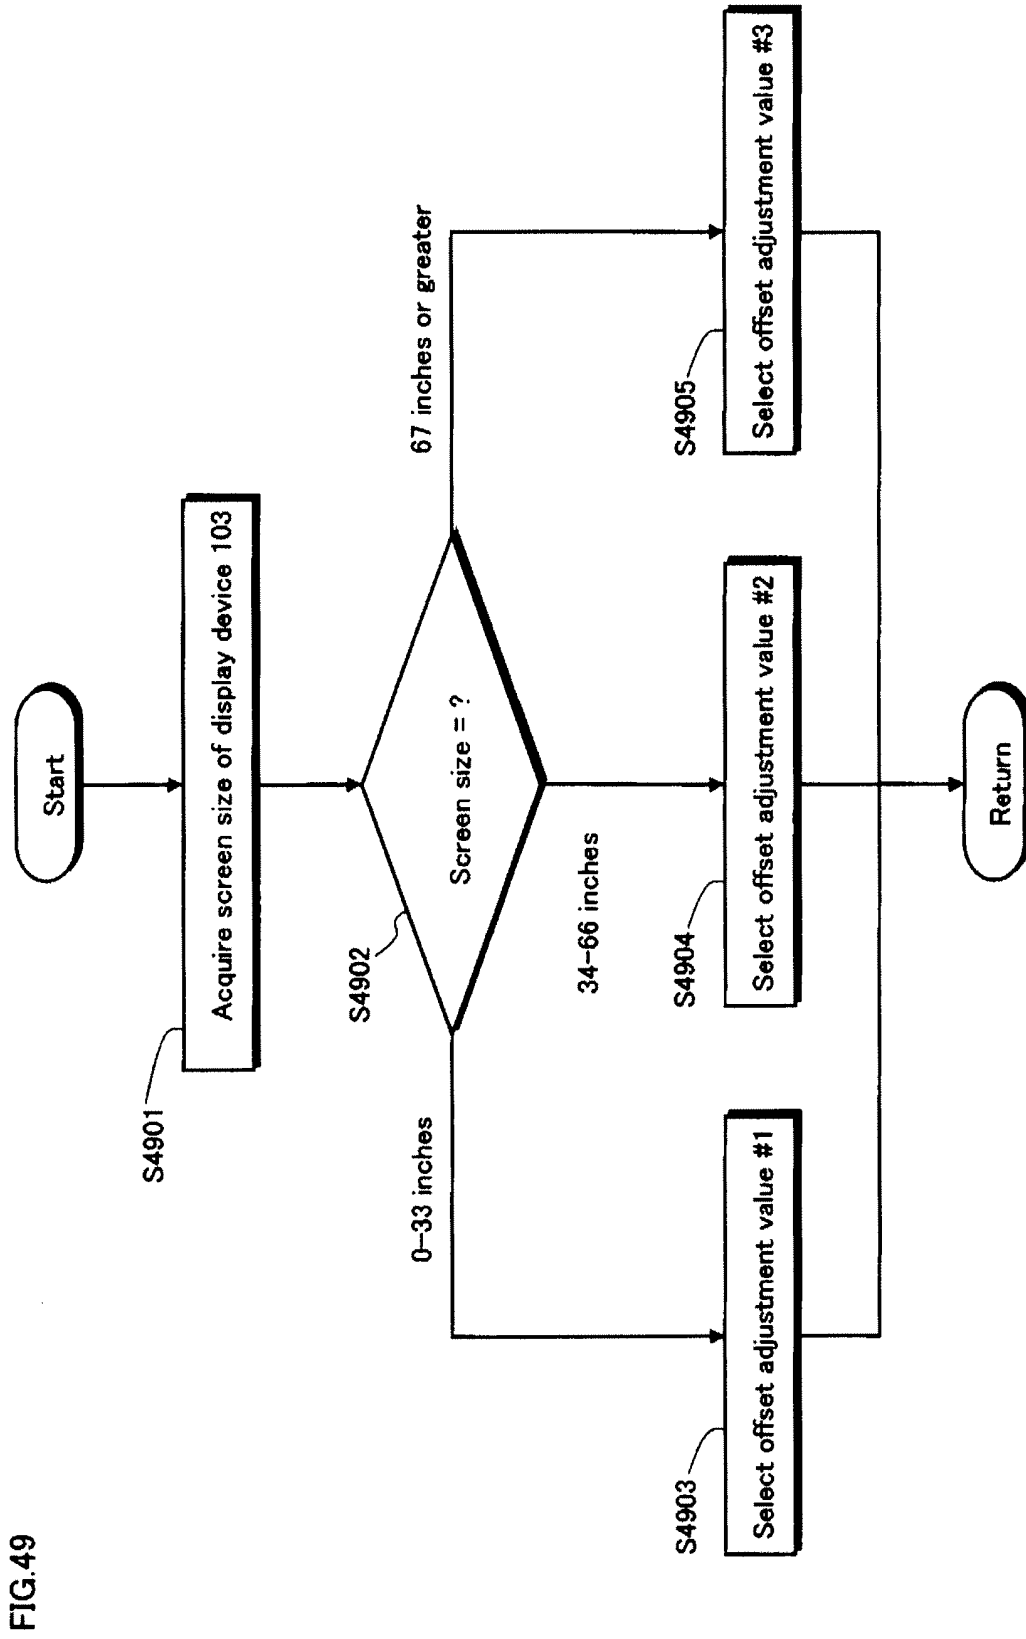 FIG.49
Start
S4901
Acquire screen size of display device 103
S4902
Screen size = ?
0-33 inches
34-66 inches
67 inches or greater
S4903
Select offset adjustment value #1
S4904
Select offset adjustment value #2
S4905
Select offset adjustment value #3
Return